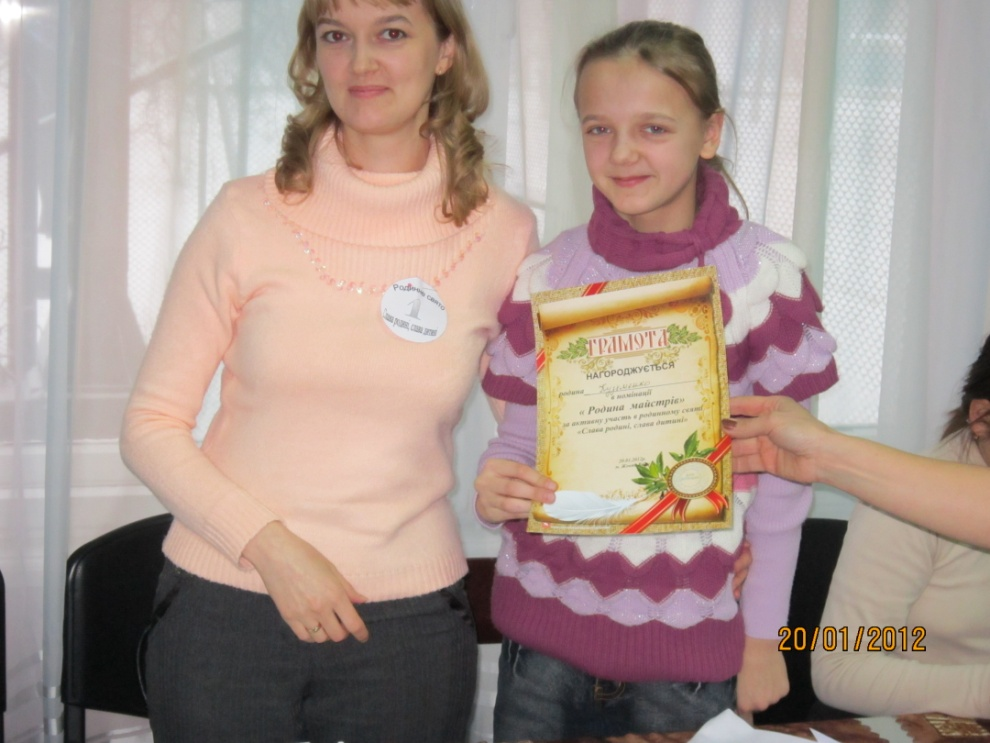 Родинне свято
1
Слава родині, слава дитині
ГРАМОТА
НАГОРОДЖУЄТЬСЯ
родина
в номінації
« Родина майстрів»
за активну участь в родинному святі
«Слава родині, слава дитині»
20/01/2012